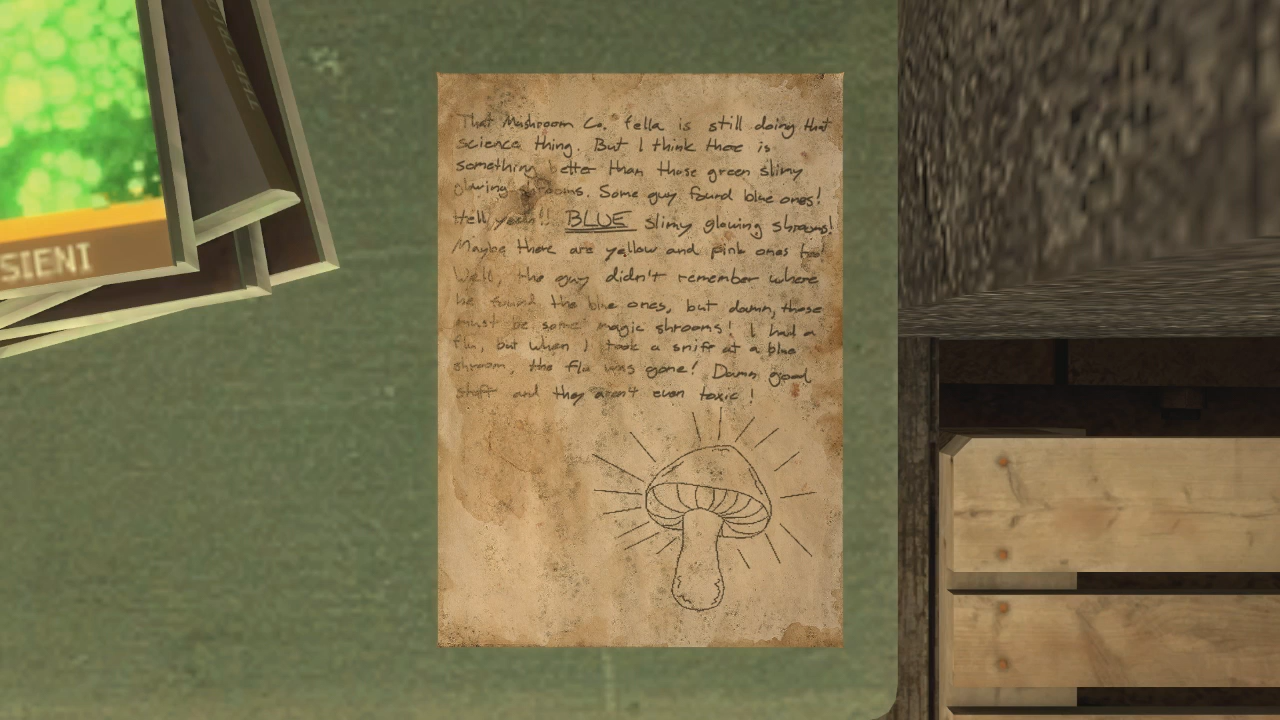 SIENT
That Mushroom Co. fella is still doing that
science thing. But I think there is
something better than those green slimy
glowing shrooms. Some guy found blue ones!
Hell yeah!! BLUE slimy glowing shrooms!
Maybe there are yellow and pink ones too!
Well, the guy didn't remember where
he found the blue ones, but damn, those
must be some magic shrooms! I had a
flu, but when I took a sniff at a blue
shroom, the flu was gone! Damn good
stuff and they aren't even toxic!